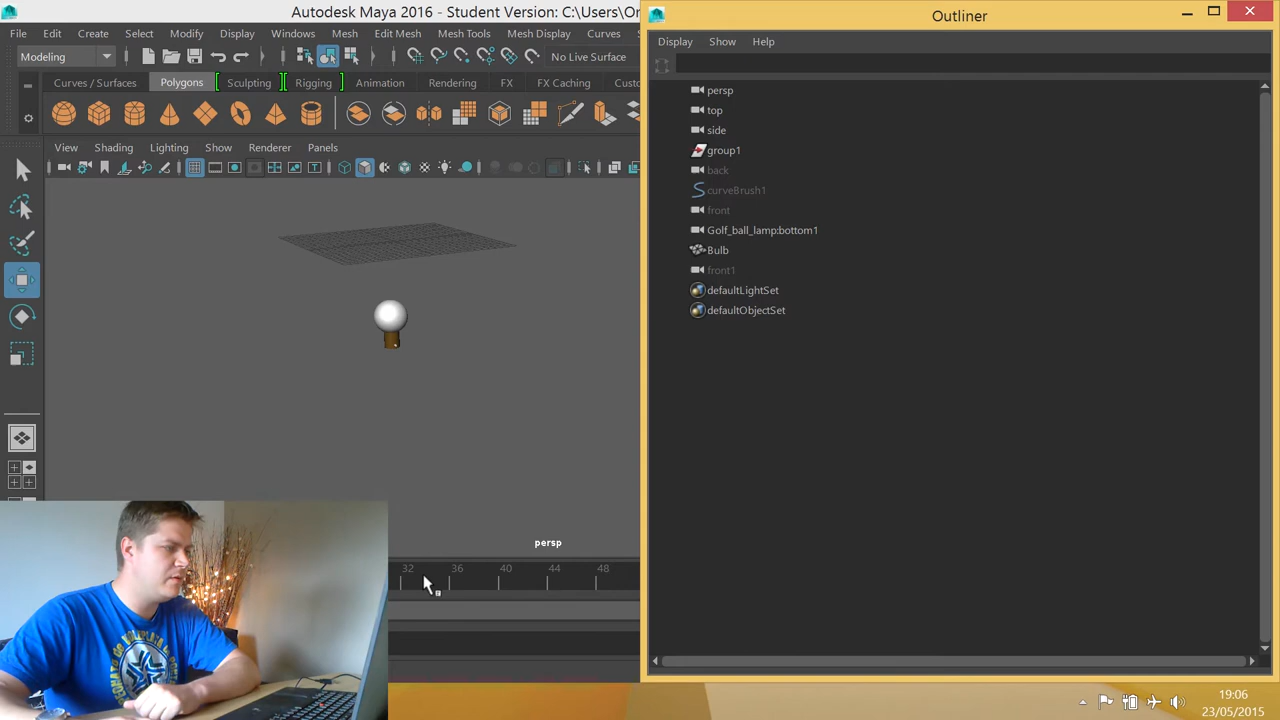 Autodesk Maya 2016 - Student Version: C:\Users\Or
Outliner
File Edit Create Select Modify Display Windows Mesh Edit Mesh Mesh Tools Mesh Display Curves
Display Show Help
Modeling
No Live Surface
Curves / Surfaces Polygons Sculpting Rigging Animation Rendering FX FX Caching Custo
View Shading Lighting Show Renderer Panels
persp
top
side
group1
back
curveBrush1
front
Golf_ball_lamp:bottom1
Bulb
front1
defaultLightSet
defaultObjectSet
persp
32 36 40 44 48
19:06
23/05/2015